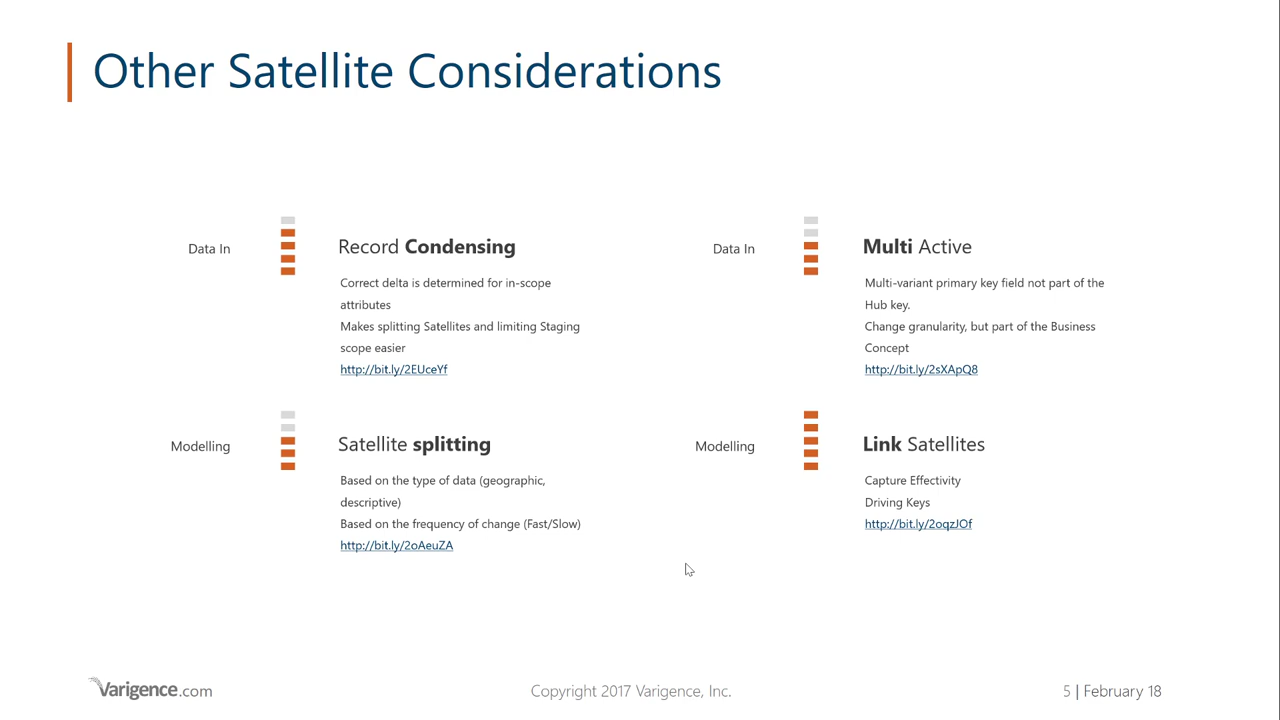 Other Satellite Considerations
Data In
Record Condensing
Correct delta is determined for in-scope
attributes
Makes splitting Satellites and limiting Staging
scope easier
http://bit.ly/2EUceYf
Data In
Multi Active
Multi-variant primary key field not part of the
Hub key.
Change granularity, but part of the Business
Concept
http://bit.ly/2sXApQ8
Modelling
Satellite splitting
Based on the type of data (geographic,
descriptive)
Based on the frequency of change (Fast/Slow)
http://bit.ly/2oAeuZA
Modelling
Link Satellites
Capture Effectivity
Driving Keys
http://bit.ly/2oqzJOf
Varigence.com
Copyright 2017 Varigence, Inc.
5 | February 18